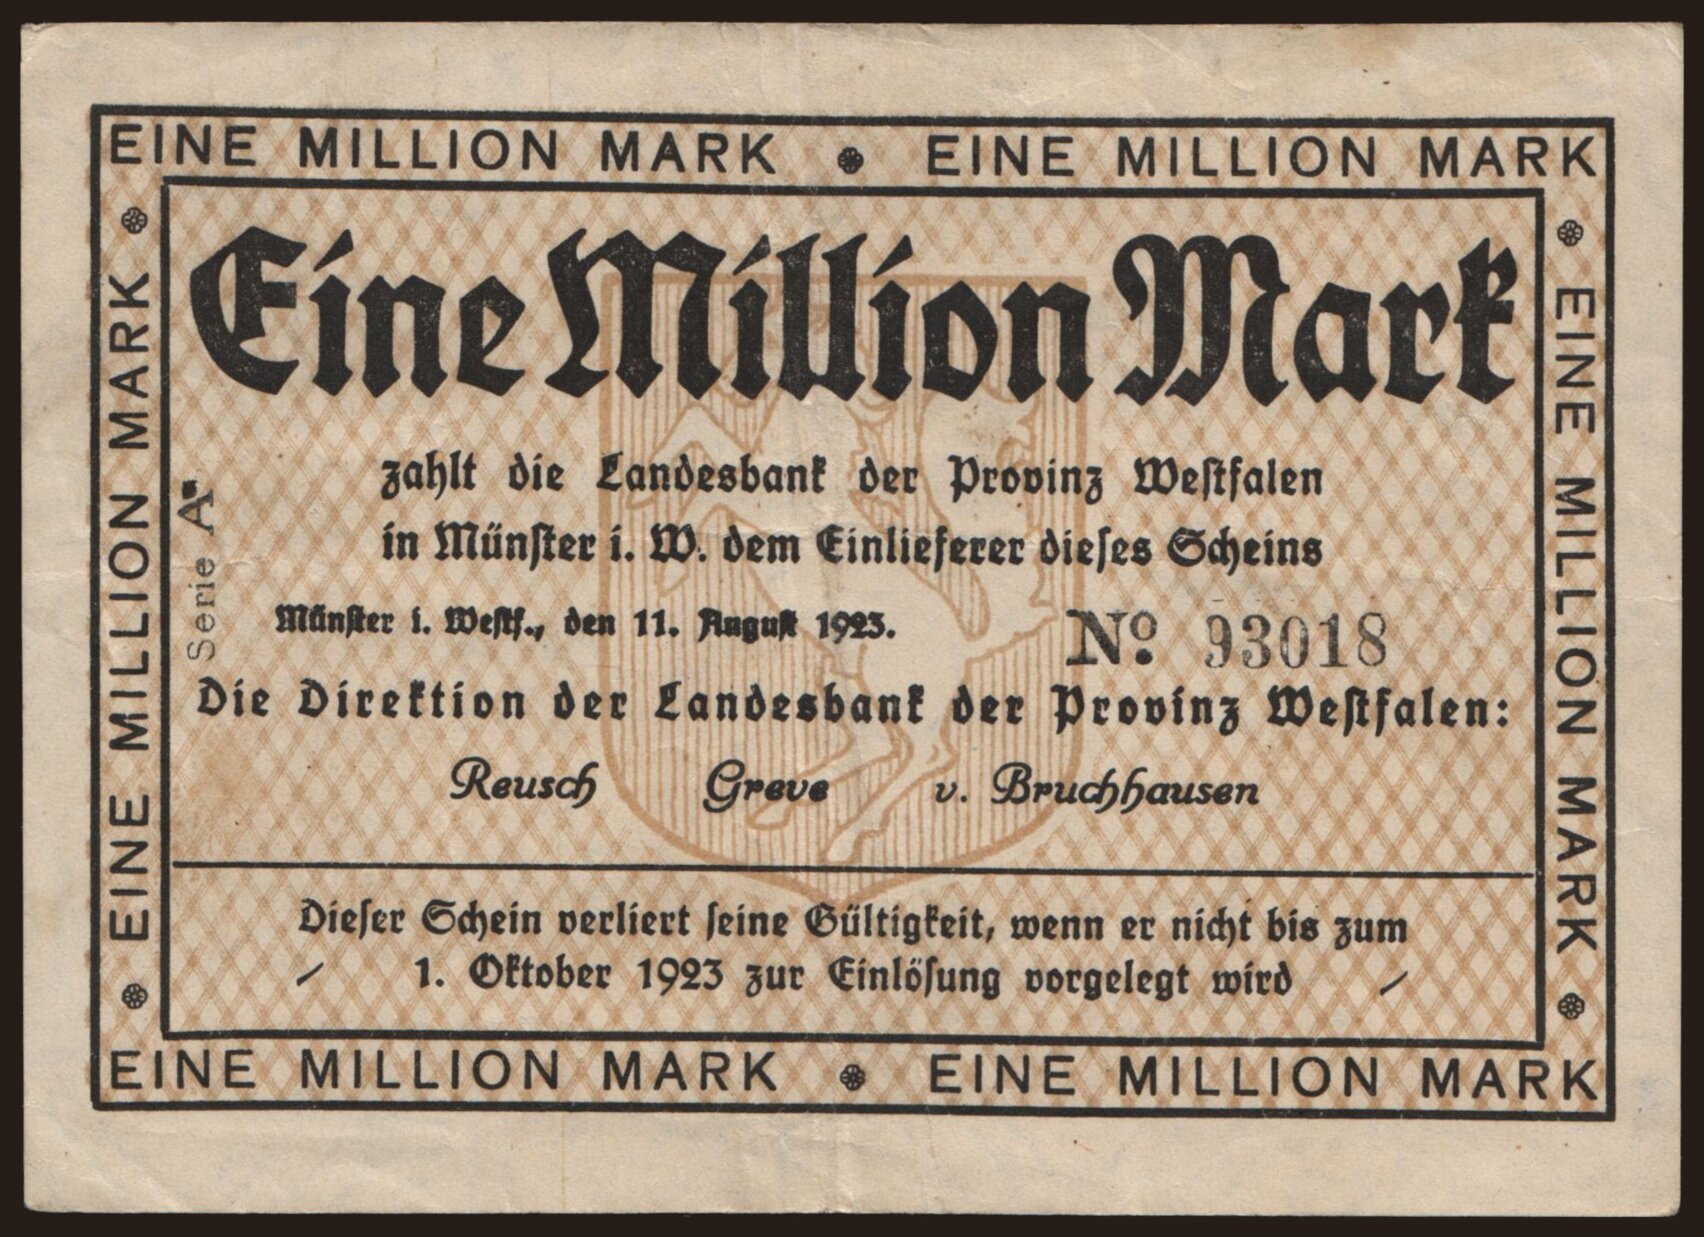 EINE MILLION MARK EINE MILLION MARK
EINE MILLION MARK
EINE MILLION MARK
Eine Million Mark
zahlt die Landesbank der Provinz Westfalen
in Münster i. W. dem Einlieferer dieses Scheins
Serie A
Münster i. Westf., den 11. August 1923.
No 93018
Die Direktion der Landesbank der Provinz Westfalen:
Reusch Greve v. Bruchhausen
Dieser Schein verliert seine Gültigkeit, wenn er nicht bis zum
1. Oktober 1923 zur Einlösung vorgelegt wird
EINE MILLION MARK EINE MILLION MARK